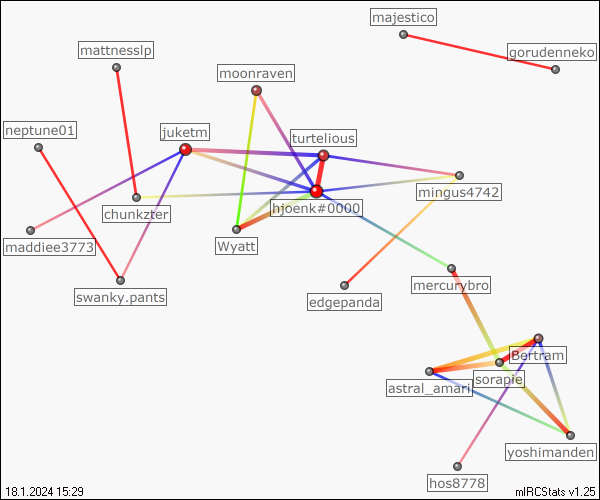 majestico
mattnesslp
gorudenneko
moonraven
neptune01
juketm
turtelious
mingus4742
hjoenk#0000
chunkzter
maddiee3773
Wyatt
mercurybro
swanky.pants
edgepanda
Bertram
sorapie
astral_amari
yoshimanden
hos8778
18.1.2024 15:29
mIRCStats v1.25